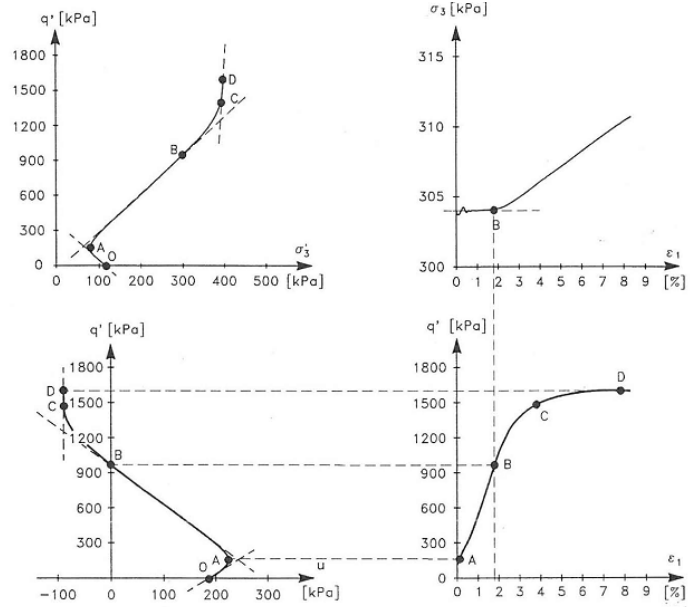 q' [kPa]
1800
1500
1200
900
600
300
0
D
C
B
A
O
σ'₃
0 100 200 300 400 500 [kPa]
σ₃ [kPa]
315
310
305
300
B
ε₁
0 1 2 3 4 5 6 7 8 9 [%]
q' [kPa]
1800
1500
1200
900
300
D
C
B
A
O
u
-100 0 100 200 [kPa]
q' [kPa]
1800
1500
1200
900
600
300
0
D
C
B
A
ε₁
0 1 2 3 4 5 6 7 8 9 [%]